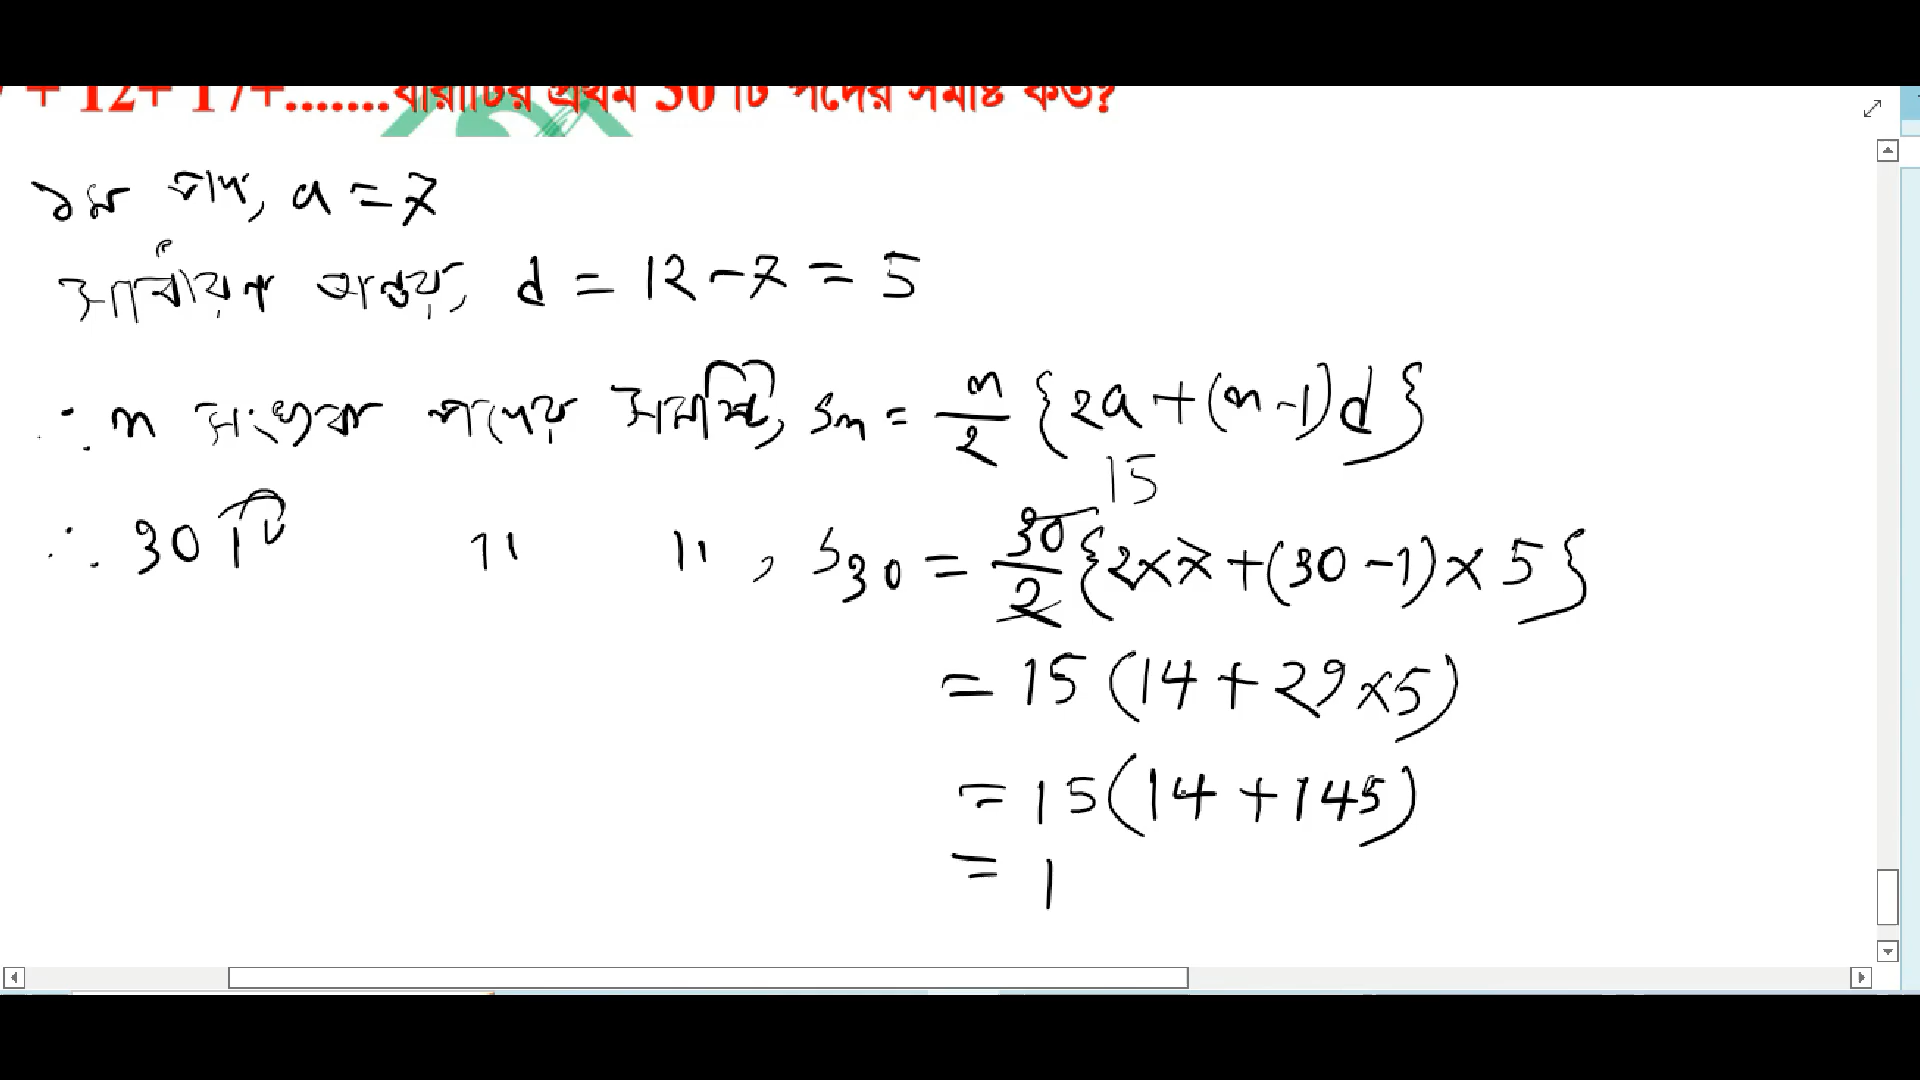 + 12+ 17+.......ধারাটির প্রথম 30 টি পদের সমষ্টি কত?
১ম পদ, a = 7
সাধারণ অন্তর, d = 12 - 7 = 5
∴ n সংখ্যক পদের সমষ্টি, Sn = n/2 {2a + (n - 1)d}
15
∴ 30 টি " " , S30 = 30/2 {2×7 + (30 - 1) × 5}
= 15 (14 + 29×5)
= 15 (14 + 145)
= 1